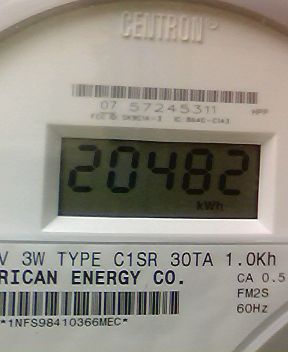 CENTRON®
07 57245311
20482
kWh
V 3W TYPE C1SR 30TA 1.0Kh
RICAN ENERGY CO. CA 0.5
FM2S
60Hz
*1NFS98410366MEC*